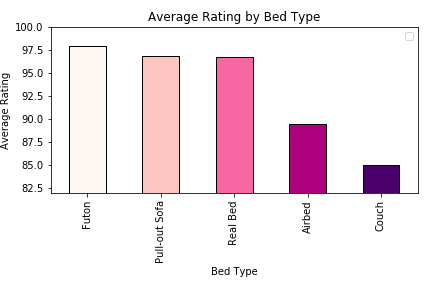 Average Rating by Bed Type
Average Rating
100.0
97.5
95.0
92.5
90.0
87.5
85.0
82.5
Futon
Pull-out Sofa
Real Bed
Airbed
Couch
Bed Type